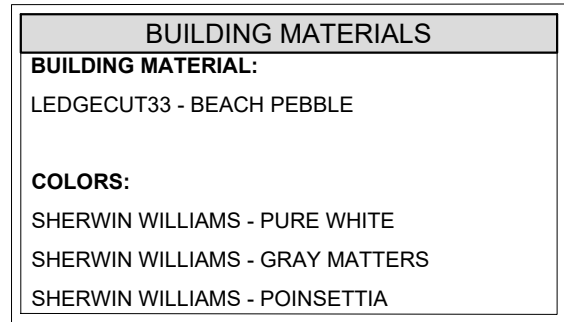 BUILDING MATERIALS
BUILDING MATERIAL:
LEDGECUT33 - BEACH PEBBLE
COLORS:
SHERWIN WILLIAMS - PURE WHITE
SHERWIN WILLIAMS - GRAY MATTERS
SHERWIN WILLIAMS - POINSETTIA